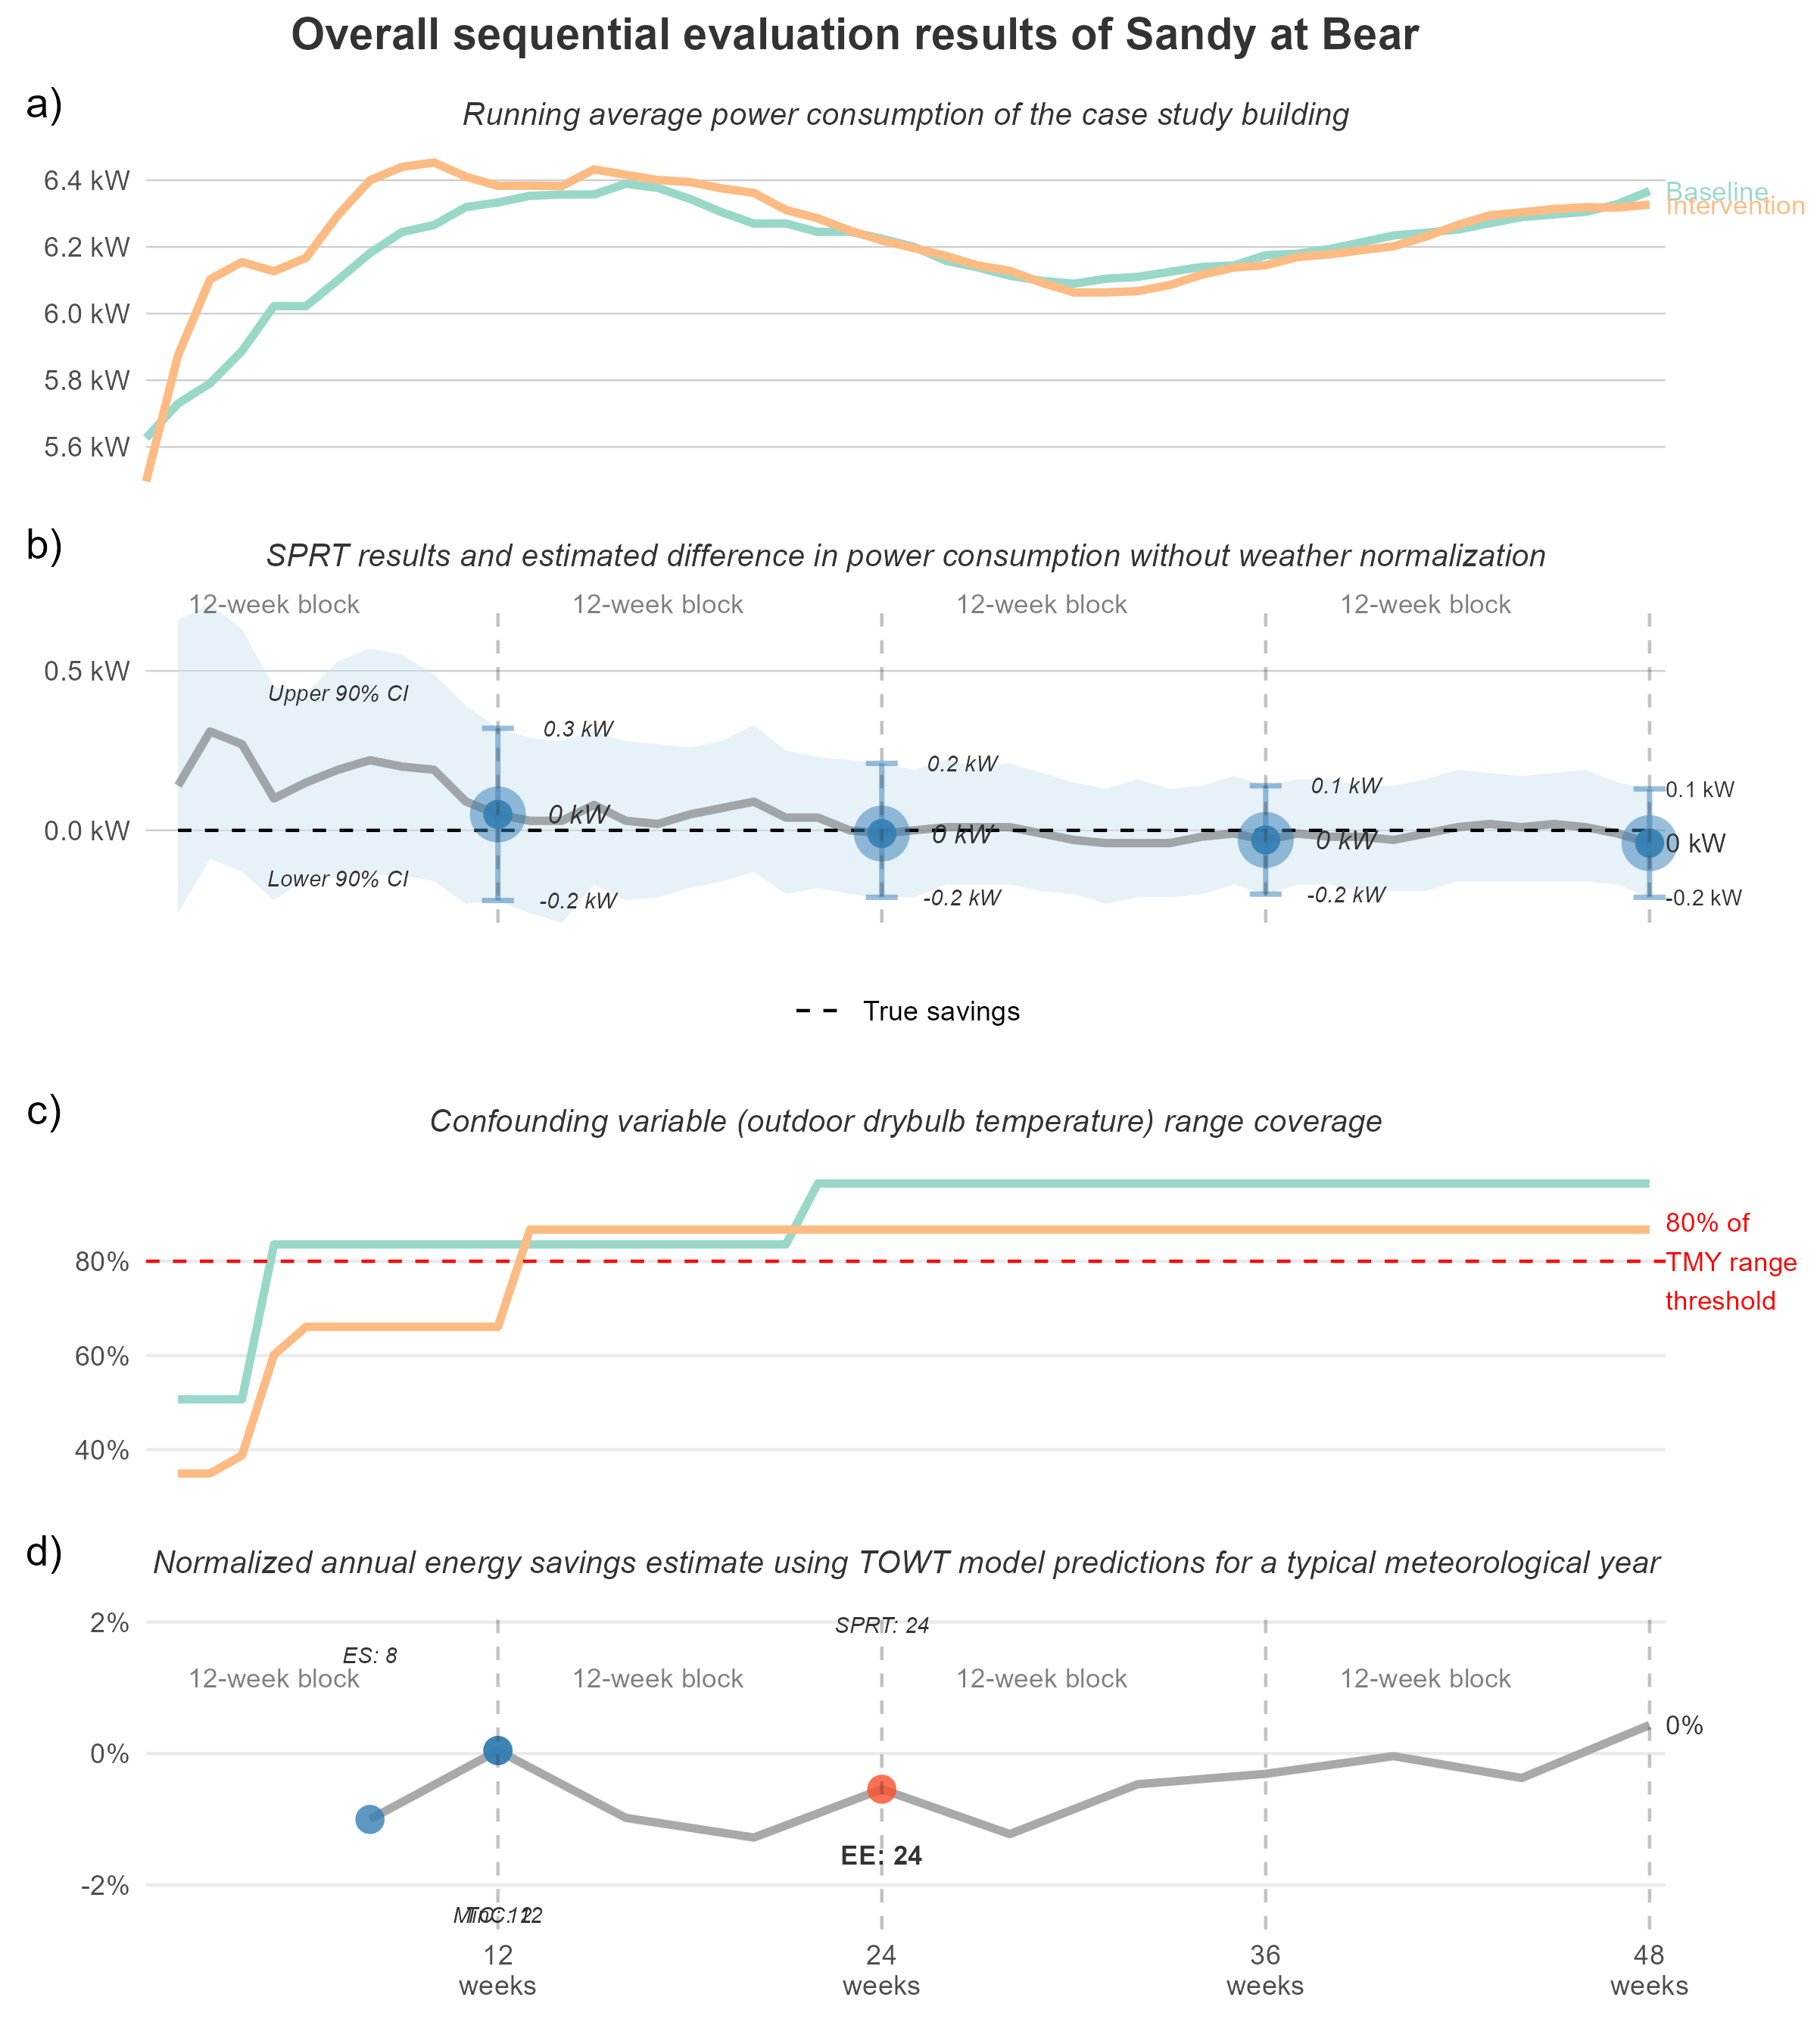 Overall sequential evaluation results of Sandy at Bear
a)
Running average power consumption of the case study building
6.4 kW
6.2 kW
6.0 kW
5.8 kW
5.6 kW
Baseline
Intervention
b)
SPRT results and estimated difference in power consumption without weather normalization
12-week block 12-week block 12-week block 12-week block
0.5 kW
0.0 kW
Upper 90% CI
Lower 90% CI
0.3 kW
0 kW
-0.2 kW
0.2 kW
0 kW
-0.2 kW
0.1 kW
0 kW
-0.2 kW
0.1 kW
0 kW
-0.2 kW
True savings
c)
Confounding variable (outdoor drybulb temperature) range coverage
80%
60%
40%
80% of
TMY range
threshold
d)
Normalized annual energy savings estimate using TOWT model predictions for a typical meteorological year
2%
0%
-2%
SPRT: 24
ES: 8
12-week block 12-week block 12-week block 12-week block
0%
EE: 24
12
weeks
24
weeks
36
weeks
48
weeks